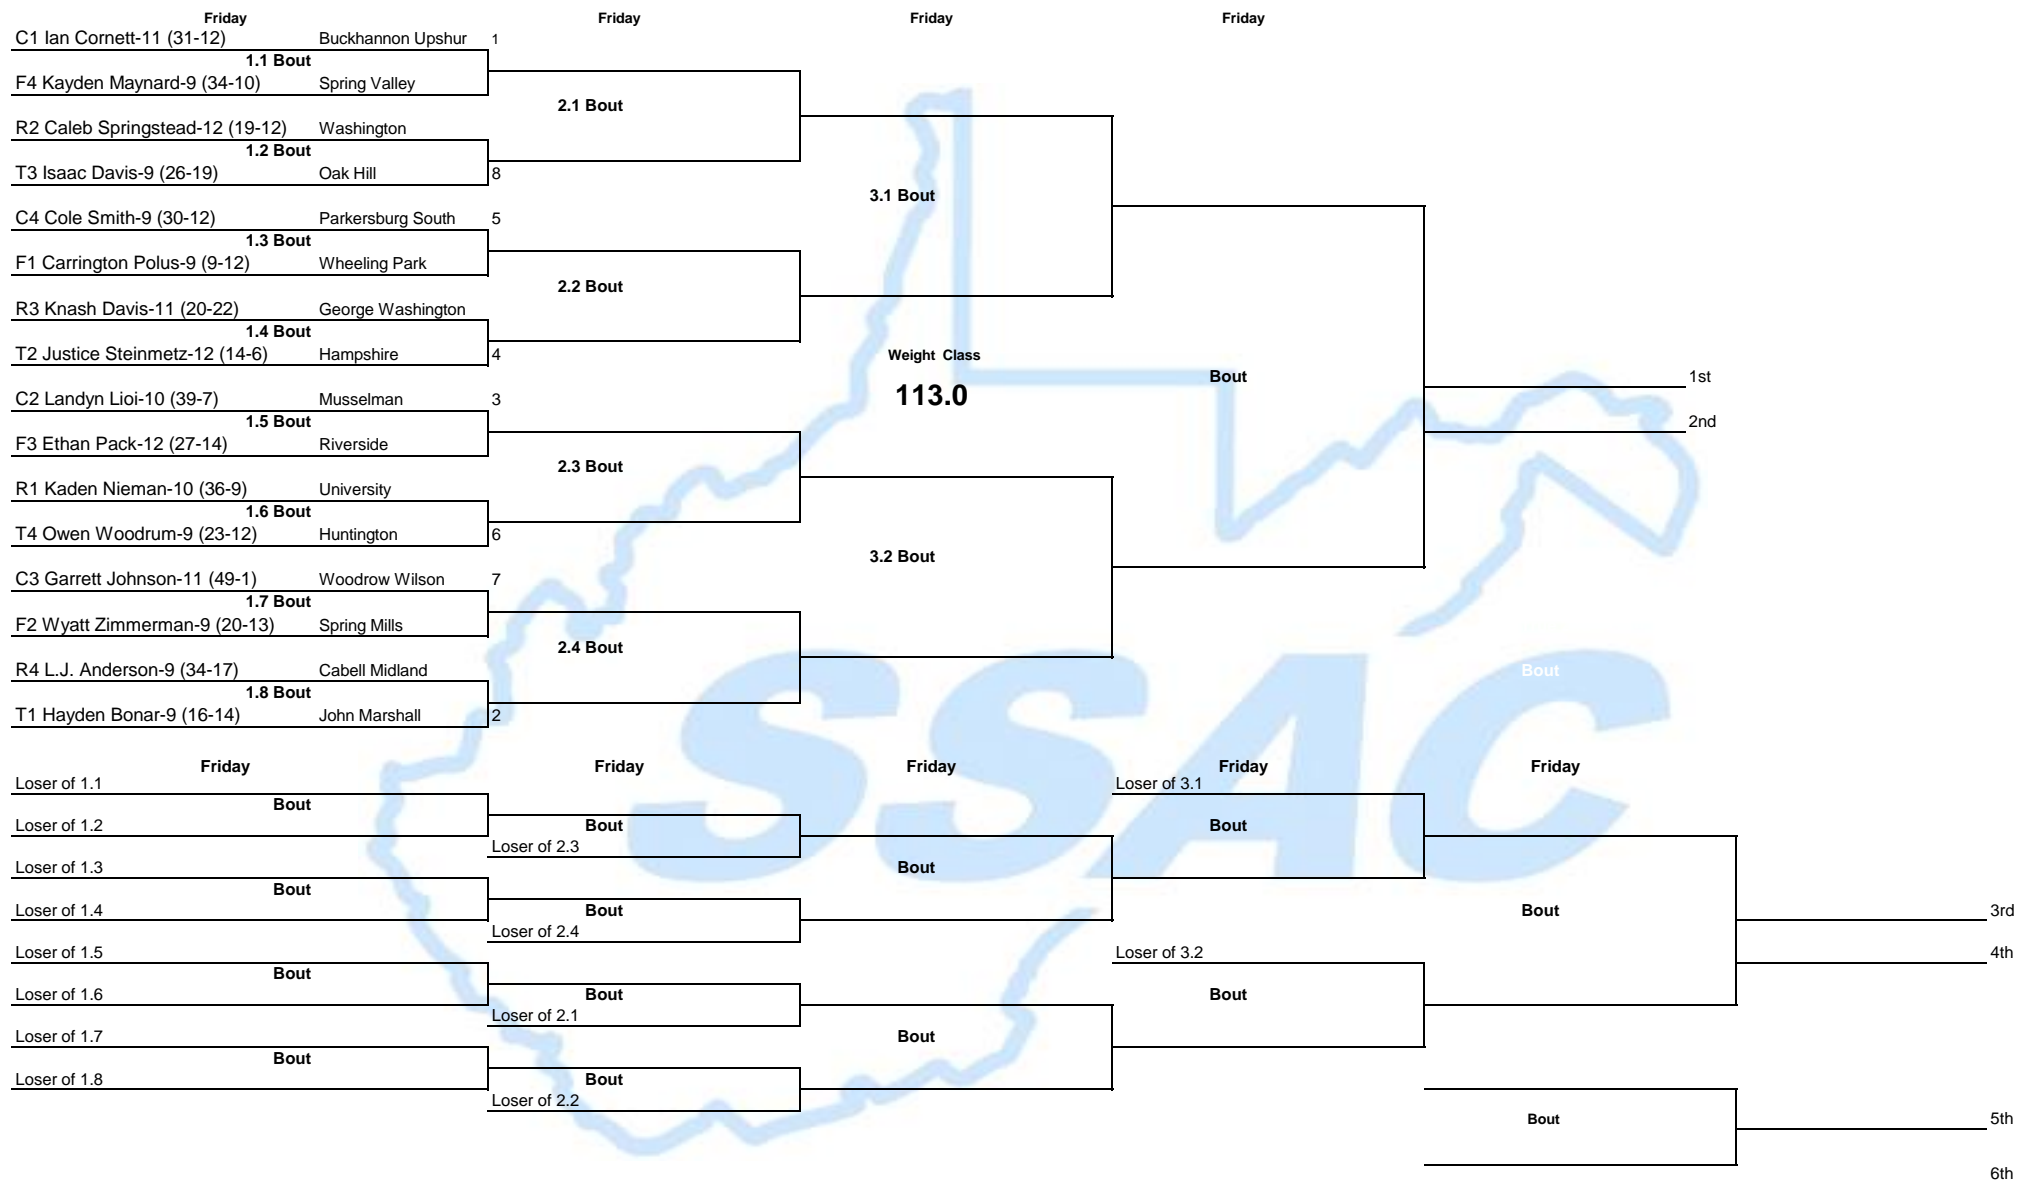 Friday Friday Friday Friday
C1 Ian Cornett-11 (31-12) Buckhannon Upshur 1
1.1 Bout
F4 Kayden Maynard-9 (34-10) Spring Valley
2.1 Bout
R2 Caleb Springstead-12 (19-12) Washington
1.2 Bout
T3 Isaac Davis-9 (26-19) Oak Hill 8
3.1 Bout
C4 Cole Smith-9 (30-12) Parkersburg South 5
1.3 Bout
F1 Carrington Polus-9 (9-12) Wheeling Park
2.2 Bout
R3 Knash Davis-11 (20-22) George Washington
1.4 Bout
T2 Justice Steinmetz-12 (14-6) Hampshire 4
Weight Class
Bout 1st
113.0
C2 Landyn Lioi-10 (39-7) Musselman 3
1.5 Bout 2nd
F3 Ethan Pack-12 (27-14) Riverside
2.3 Bout
R1 Kaden Nieman-10 (36-9) University
1.6 Bout
T4 Owen Woodrum-9 (23-12) Huntington 6
3.2 Bout
C3 Garrett Johnson-11 (49-1) Woodrow Wilson 7
1.7 Bout
F2 Wyatt Zimmerman-9 (20-13) Spring Mills
2.4 Bout
R4 L.J. Anderson-9 (34-17) Cabell Midland Bout
1.8 Bout
T1 Hayden Bonar-9 (16-14) John Marshall 2
SSAC
Friday Friday Friday Friday Friday
Loser of 1.1 Loser of 3.1
Bout
Loser of 1.2 Bout Bout
Loser of 2.3
Loser of 1.3 Bout
Bout
Loser of 1.4 Bout Bout 3rd
Loser of 2.4
Loser of 1.5 Loser of 3.2 4th
Bout
Loser of 1.6 Bout Bout
Loser of 2.1
Loser of 1.7 Bout
Bout
Loser of 1.8 Bout
Loser of 2.2
Bout 5th
6th